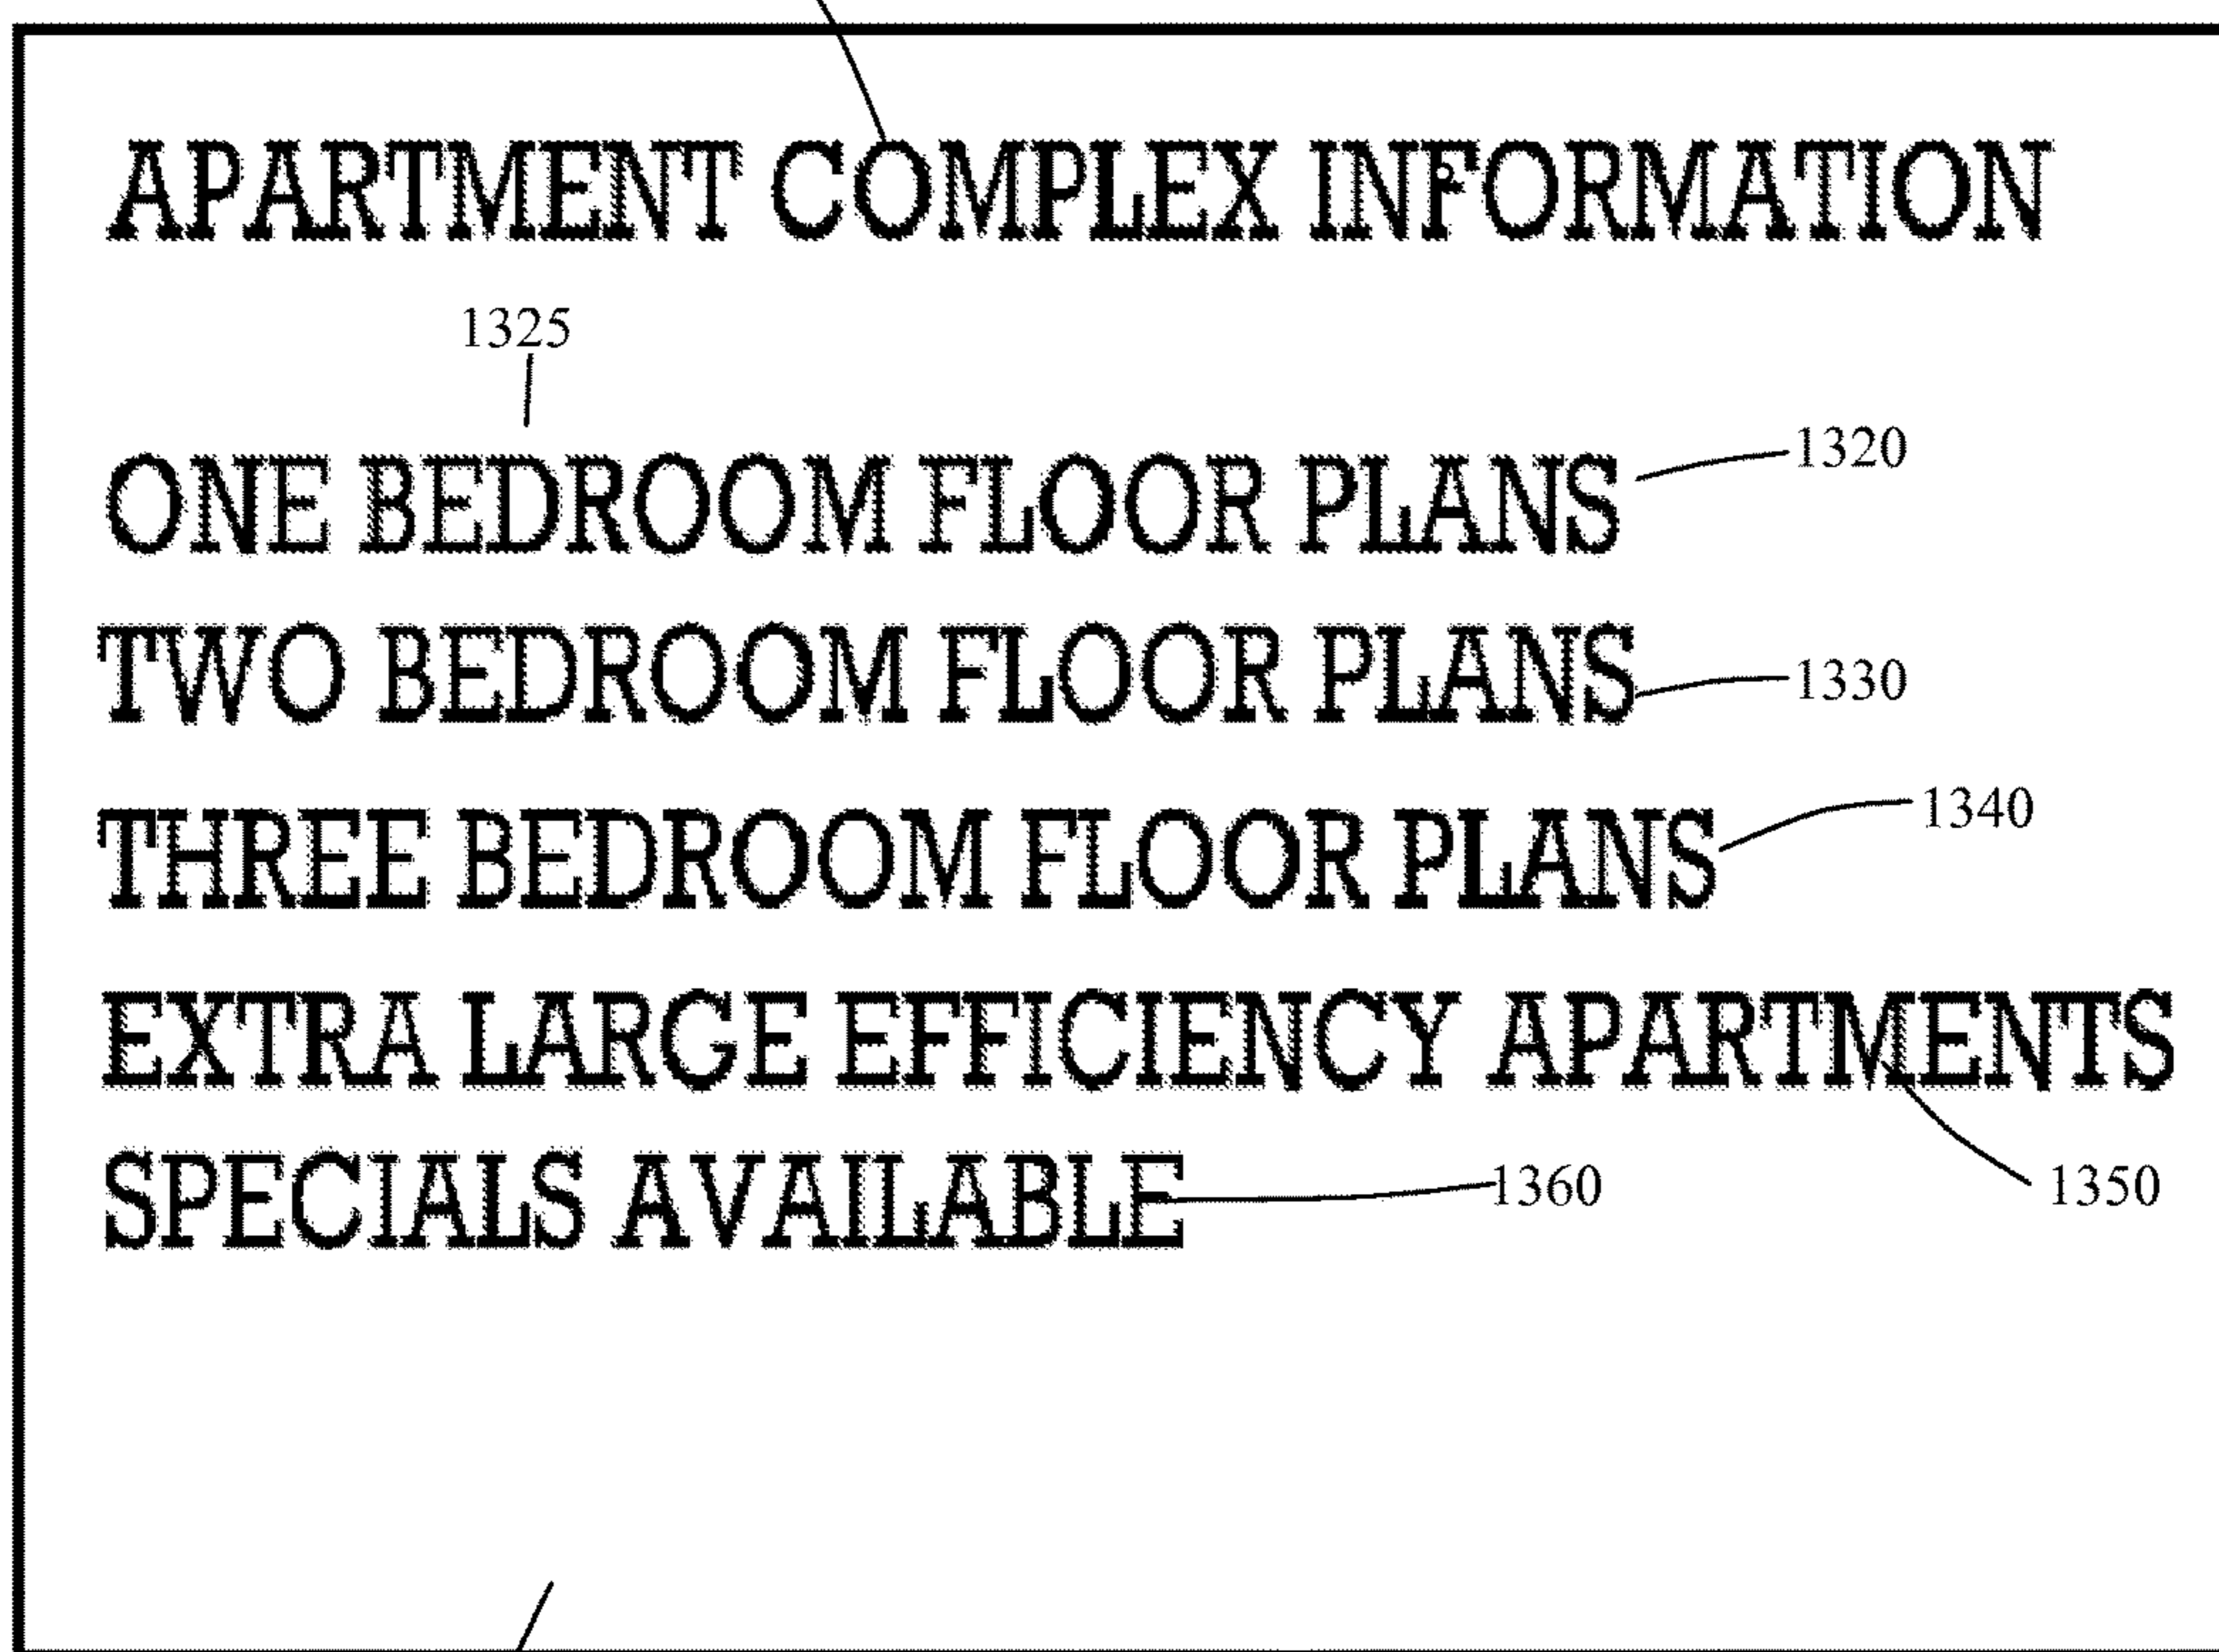 APARTMENT COMPLEX INFORMATION
1325
ONE BEDROOM FLOOR PLANS 1320
TWO BEDROOM FLOOR PLANS 1330
THREE BEDROOM FLOOR PLANS 1340
EXTRA LARGE EFFICIENCY APARTMENTS
SPECIALS AVAILABLE 1360 1350